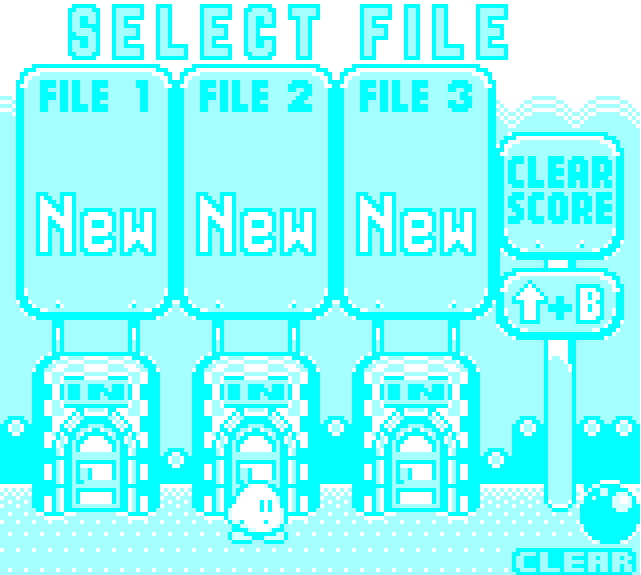 SELECT FILE
FILE 1 FILE 2 FILE 3
New New New
CLEAR
SCORE
↑+B
IN IN IN
CLEAR